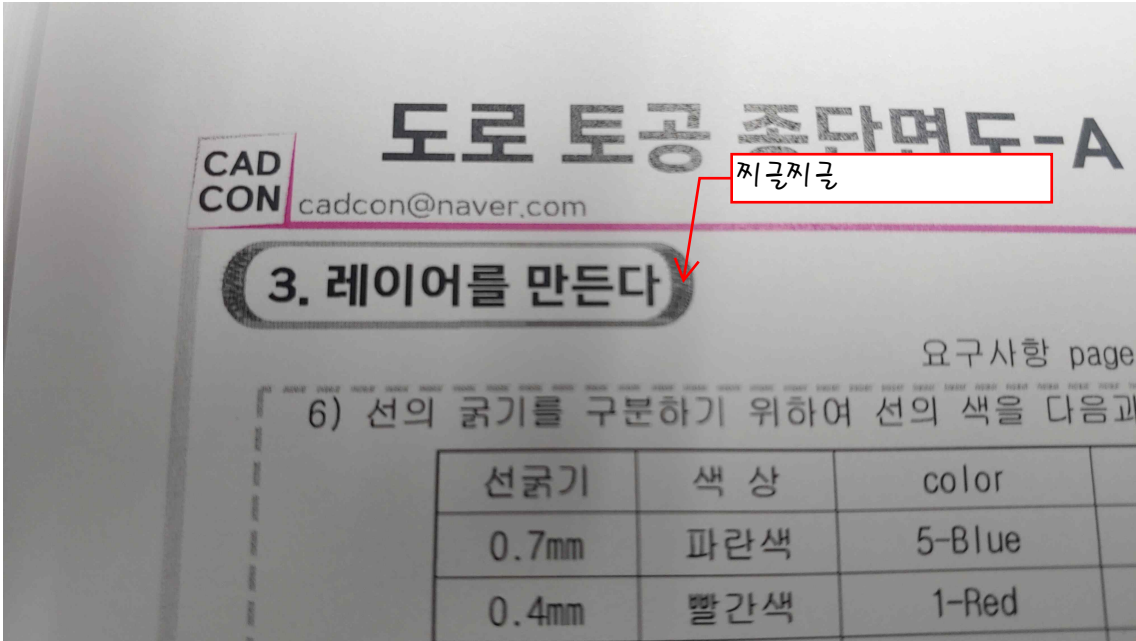 도로 토공 종단면도-A
CAD
CON
cadcon@naver.com
찌글찌글
3. 레이어를 만든다
요구사항 page
6) 선의 굵기를 구분하기 위하여 선의 색을 다음과
선굵기 색 상 color
0.7mm 파란색 5-Blue
0.4mm 빨간색 1-Red